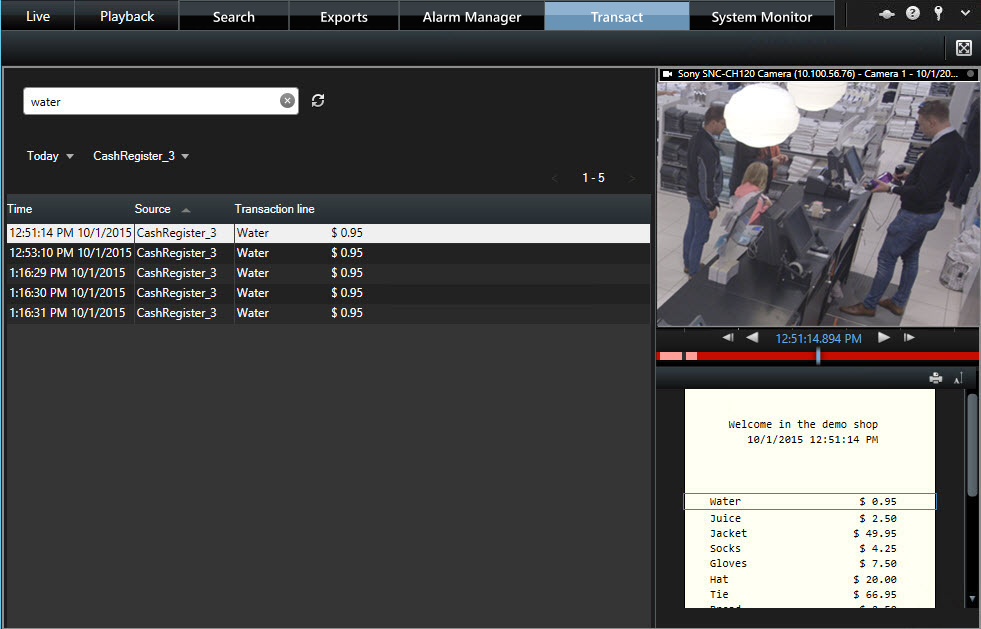 Live Playback Search Exports Alarm Manager Transact System Monitor
Sony SNC-CH120 Camera (10.100.56.76) - Camera 1 - 10/1/20...
water
Today CashRegister_3
1 - 5
Time Source Transaction line
12:51:14 PM 10/1/2015 CashRegister_3 Water $ 0.95
12:53:10 PM 10/1/2015 CashRegister_3 Water $ 0.95
1:16:29 PM 10/1/2015 CashRegister_3 Water $ 0.95
1:16:30 PM 10/1/2015 CashRegister_3 Water $ 0.95
1:16:31 PM 10/1/2015 CashRegister_3 Water $ 0.95
12:51:14.894 PM
Welcome in the demo shop
10/1/2015 12:51:14 PM
Water $ 0.95
Juice $ 2.50
Jacket $ 49.95
Socks $ 4.25
Gloves $ 7.50
Hat $ 20.00
Tie $ 66.95